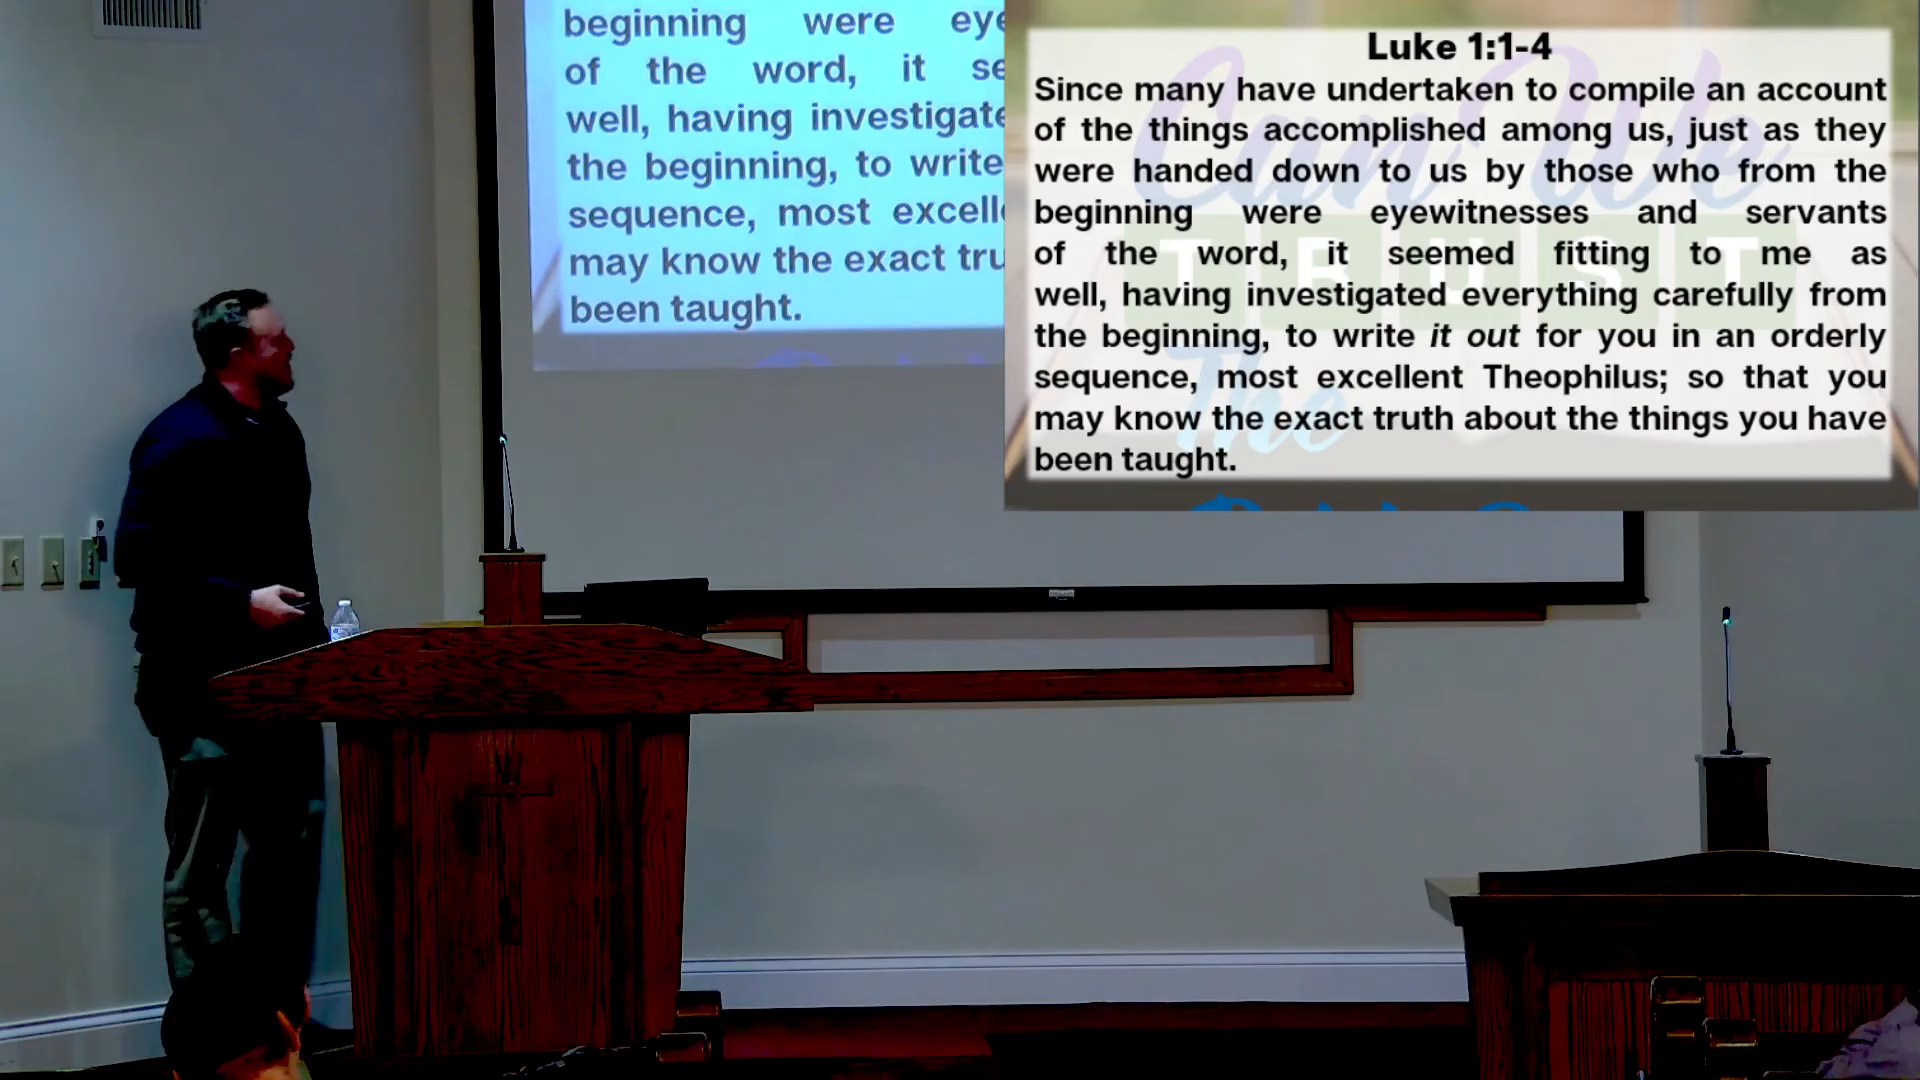 beginning were eye
of the word, it se
well, having investigate
the beginning, to write
sequence, most excelle
may know the exact tru
been taught.
Luke 1:1-4
Since many have undertaken to compile an account
of the things accomplished among us, just as they
were handed down to us by those who from the
beginning were eyewitnesses and servants
of the word, it seemed fitting to me as
well, having investigated everything carefully from
the beginning, to write it out for you in an orderly
sequence, most excellent Theophilus; so that you
may know the exact truth about the things you have
been taught.
Can We
TRUST
The